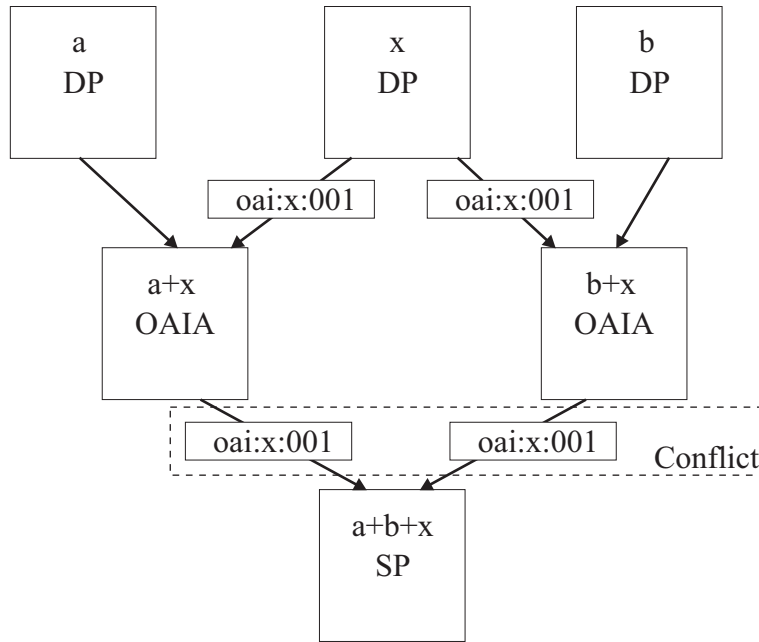 a
DP
x
DP
b
DP
oai:x:001
oai:x:001
a+x
OAIA
b+x
OAIA
oai:x:001
oai:x:001
Conflict
a+b+x
SP